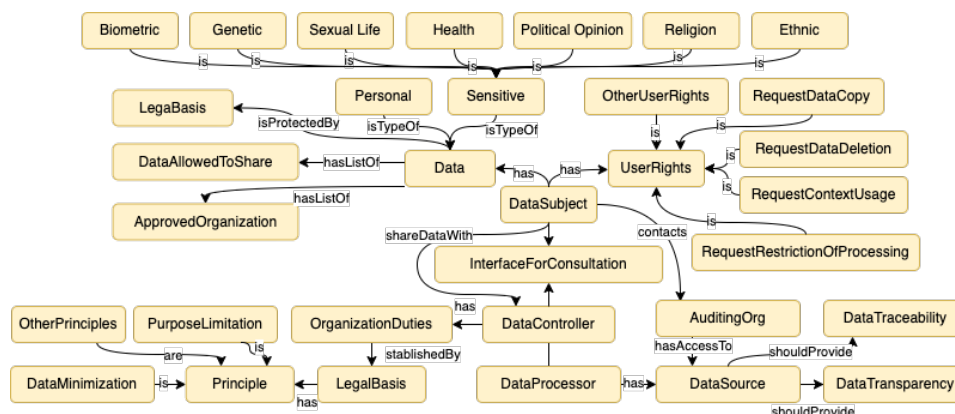 Biometric
Genetic
Sexual Life
Health
Political Opinion
Religion
Ethnic
is
is
is
is
is
is
is
LegaBasis
Personal
Sensitive
OtherUserRights
RequestDataCopy
isProtectedBy
isTypeOf
isTypeOf
is
is
DataAllowedToShare
hasListOf
Data
has
has
UserRights
is
RequestDataDeletion
hasListOf
is
RequestContextUsage
ApprovedOrganization
DataSubject
is
shareDataWith
contacts
RequestRestrictionOfProcessing
InterfaceForConsultation
has
OtherPrinciples
PurposeLimitation
OrganizationDuties
DataController
AuditingOrg
DataTraceability
are
is
stablishedBy
hasAccessTo
shouldProvide
DataMinimization
is
Principle
has
LegalBasis
DataProcessor
has
DataSource
DataTransparency
shouldProvide